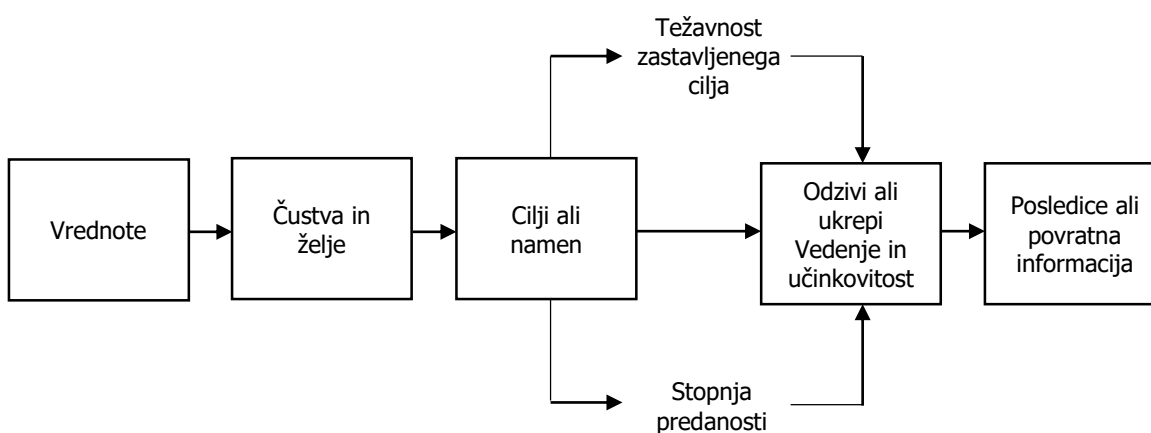 Težavnost
zastavljenega
cilja
Vrednote
Čustva in
želje
Cilji ali
namen
Odzivi ali
ukrepi
Vedenje in
učinkovitost
Posledice ali
povratna
informacija
Stopnja
predanosti